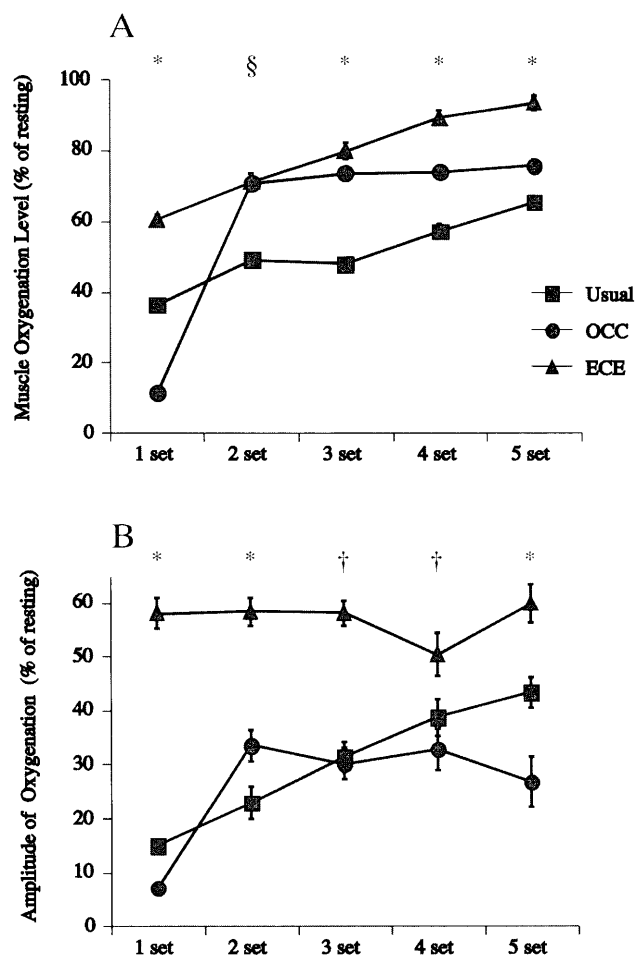 A
* § * * *
Muscle Oxygenation Level (% of resting)
100
80
60
40
20
0
Usual
OCC
ECE
1 set 2 set 3 set 4 set 5 set
B
* * † † *
Amplitude of Oxygenation (% of resting)
60
50
40
30
20
10
0
1 set 2 set 3 set 4 set 5 set